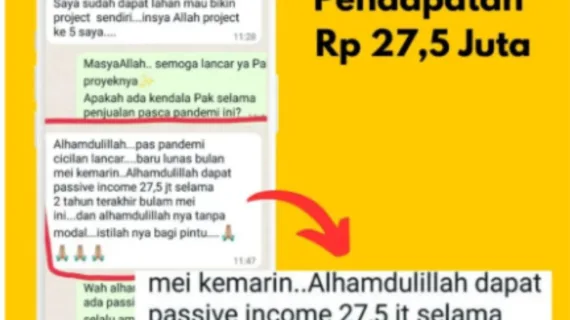 Saya sudah dapat lahan mau bikin
project sendiri...insya Allah project
ke 5 saya....
11:28
Pendapatan
Rp 27,5 Juta
MasyaAllah.. semoga lancar ya Pa
proyeknya✨
Apakah ada kendala Pak selama
penjualan pasca pandemi ini?
Alhamdulillah...pas pandemi
cicilan lancar....baru lunas bulan
mei kemarin..Alhamdulillah dapat
passive income 27,5 jt selama
2 tahun terakhir bulam mei
ini...dan alhamdulillah nya tanpa
modal...istilah nya bagi pintu....🙏
🙏🙏🙏
11:47
mei kemarin..Alhamdulillah dapat
passive income 27,5 jt selama
Wah alha
ada passi
selalu am